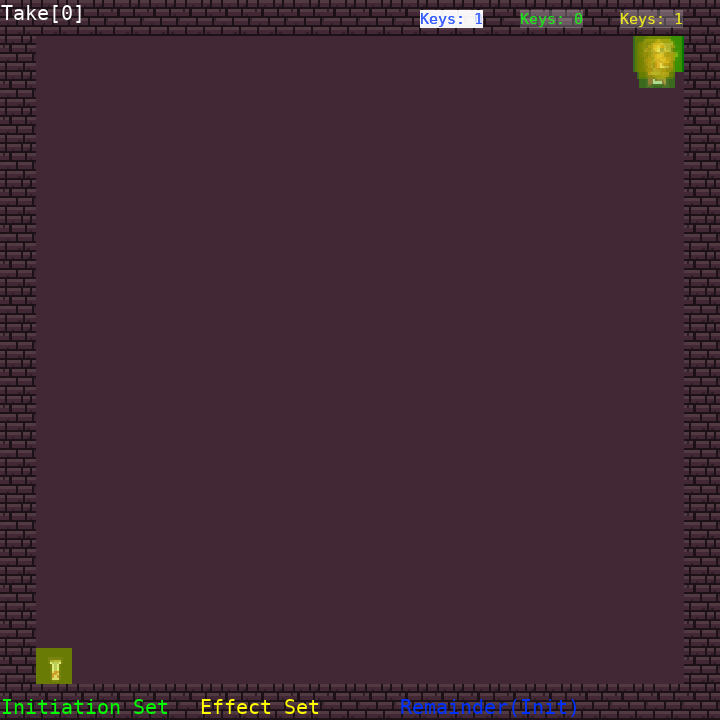 Take[0]
Keys: 1 Keys: 0 Keys: 1
Initiation Set Effect Set Remainder(Init)